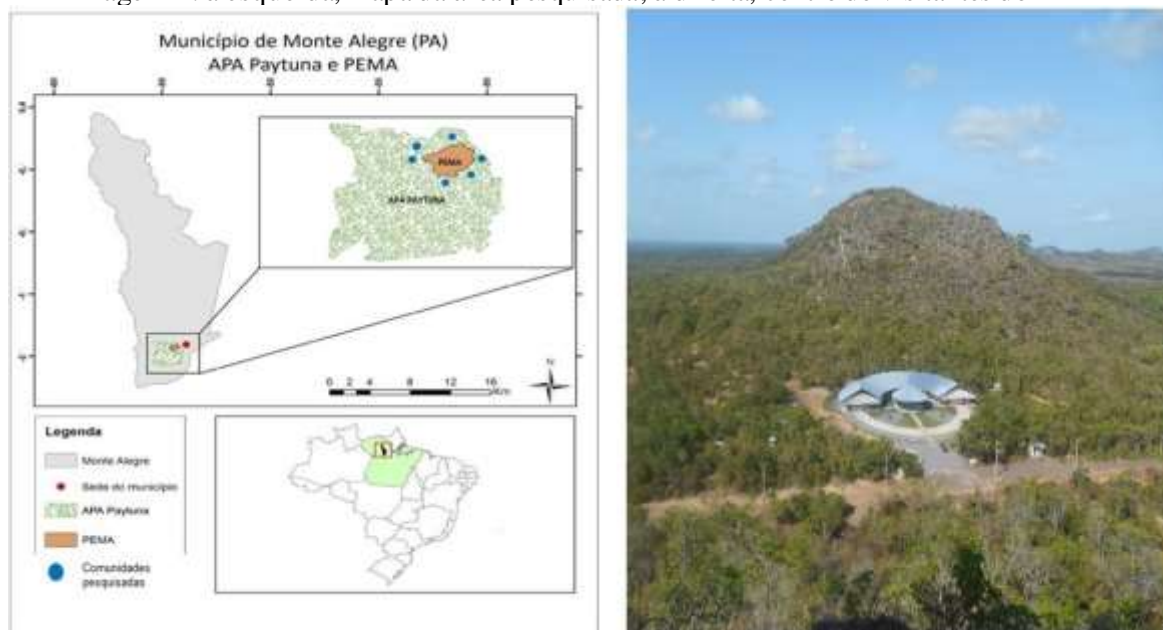 Município de Monte Alegre (PA)
APA Paytuna e PEMA
PEMA
APA PAYTUNA
N
0 2 4 8 12 16
Km
Legenda
Monte Alegre
Sede do município
APA Paytuna
PEMA
Comunidades
pesquisadas